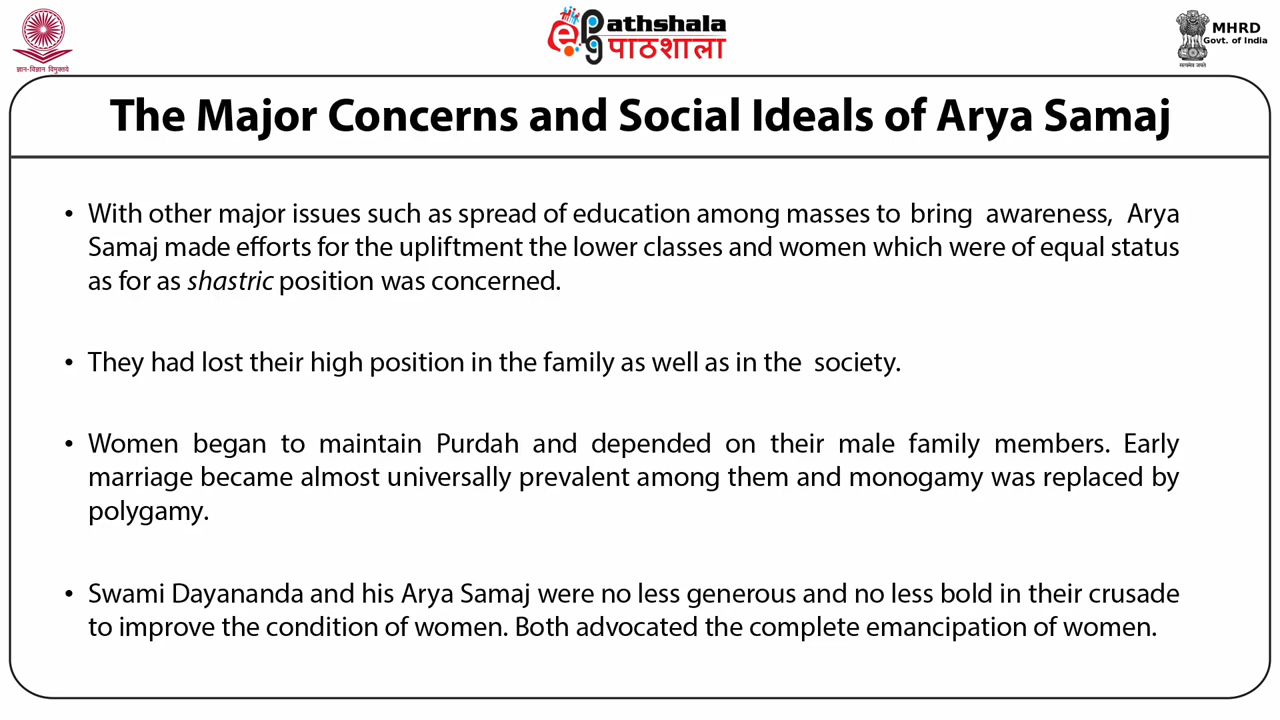 ज्ञान-विज्ञान विमुक्तये
ePG Pathshala
पाठशाला
MHRD
Govt. of India
सत्यमेव जयते
The Major Concerns and Social Ideals of Arya Samaj
• With other major issues such as spread of education among masses to bring awareness, Arya
Samaj made efforts for the upliftment the lower classes and women which were of equal status
as for as shastric position was concerned.
• They had lost their high position in the family as well as in the society.
• Women began to maintain Purdah and depended on their male family members. Early
marriage became almost universally prevalent among them and monogamy was replaced by
polygamy.
• Swami Dayananda and his Arya Samaj were no less generous and no less bold in their crusade
to improve the condition of women. Both advocated the complete emancipation of women.